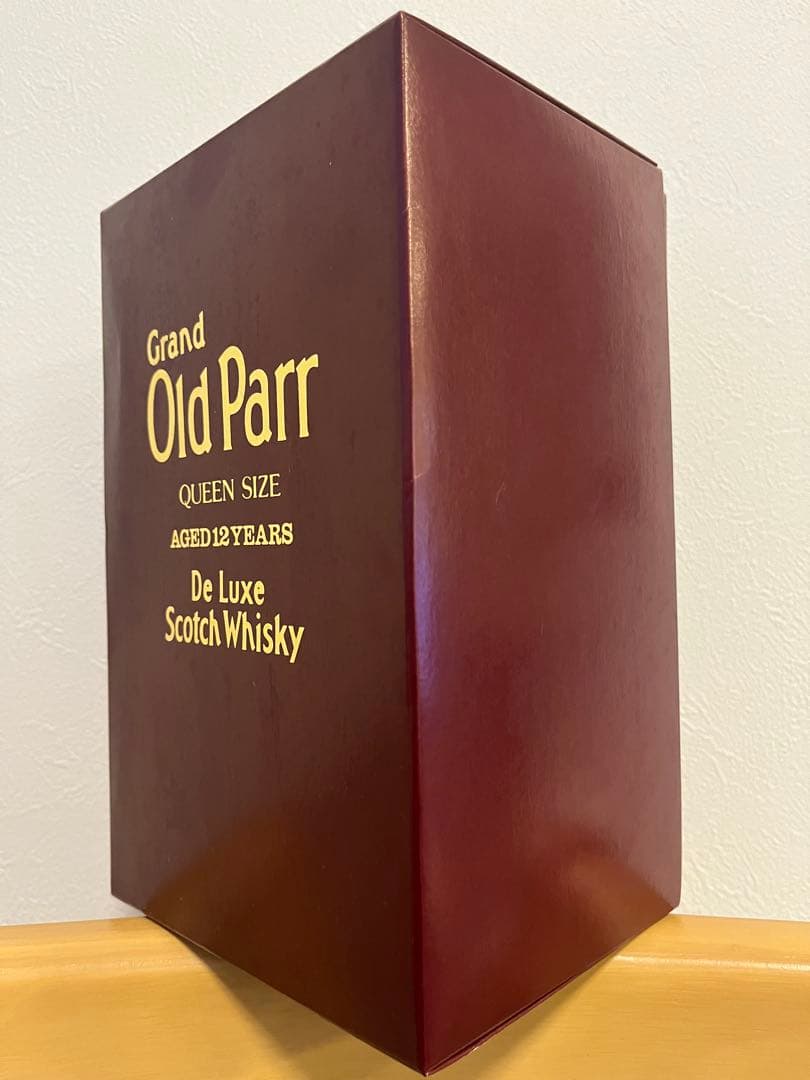 Grand
Old Parr
QUEEN SIZE
AGED 12 YEARS
De Luxe
Scotch Whisky